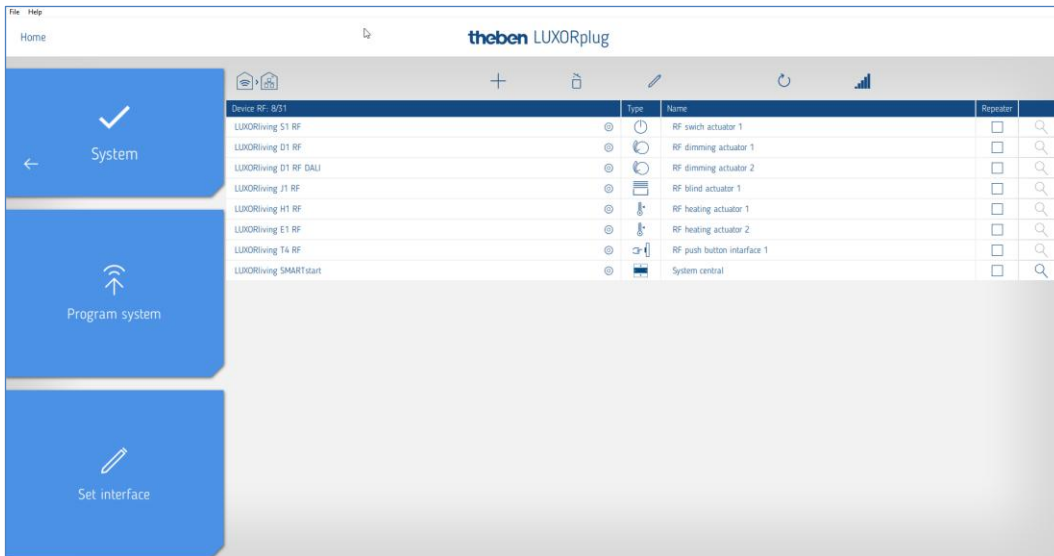 File Help
Home
theben LUXORplug
System
Program system
Set interface
Device RF: 8/31 Type Name Repeater
LUXORliving S1 RF RF swich actuator 1
LUXORliving D1 RF RF dimming actuator 1
LUXORliving D1 RF DALI RF dimming actuator 2
LUXORliving J1 RF RF blind actuator 1
LUXORliving H1 RF RF heating actuator 1
LUXORliving E1 RF RF heating actuator 2
LUXORliving T4 RF RF push button intarface 1
LUXORliving SMARTstart System central